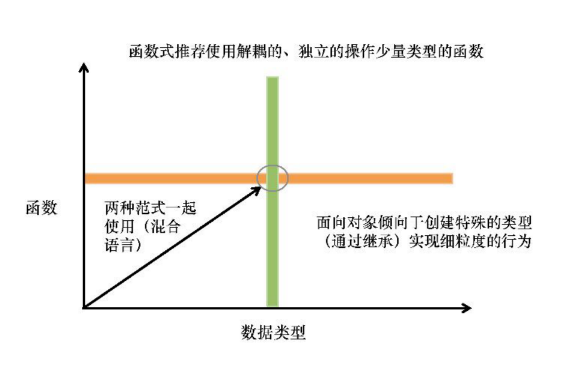 函数式推荐使用解耦的、独立的操作少量类型的函数
函数
两种范式一起
使用（混合
语言）
面向对象倾向于创建特殊的类型
（通过继承）实现细粒度的行为
数据类型